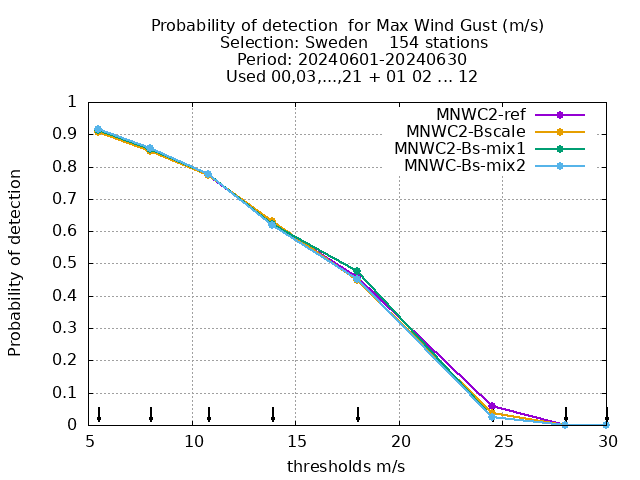 Probability of detection  for Max Wind Gust (m/s)
Selection: Sweden    154 stations
Period: 20240601-20240630
Used 00,03,...,21 + 01 02 ... 12
MNWC2-ref
MNWC2-Bscale
MNWC2-Bs-mix1
MNWC-Bs-mix2
Probability of detection
1
0.9
0.8
0.7
0.6
0.5
0.4
0.3
0.2
0.1
0
5 10 15 20 25 30
thresholds m/s